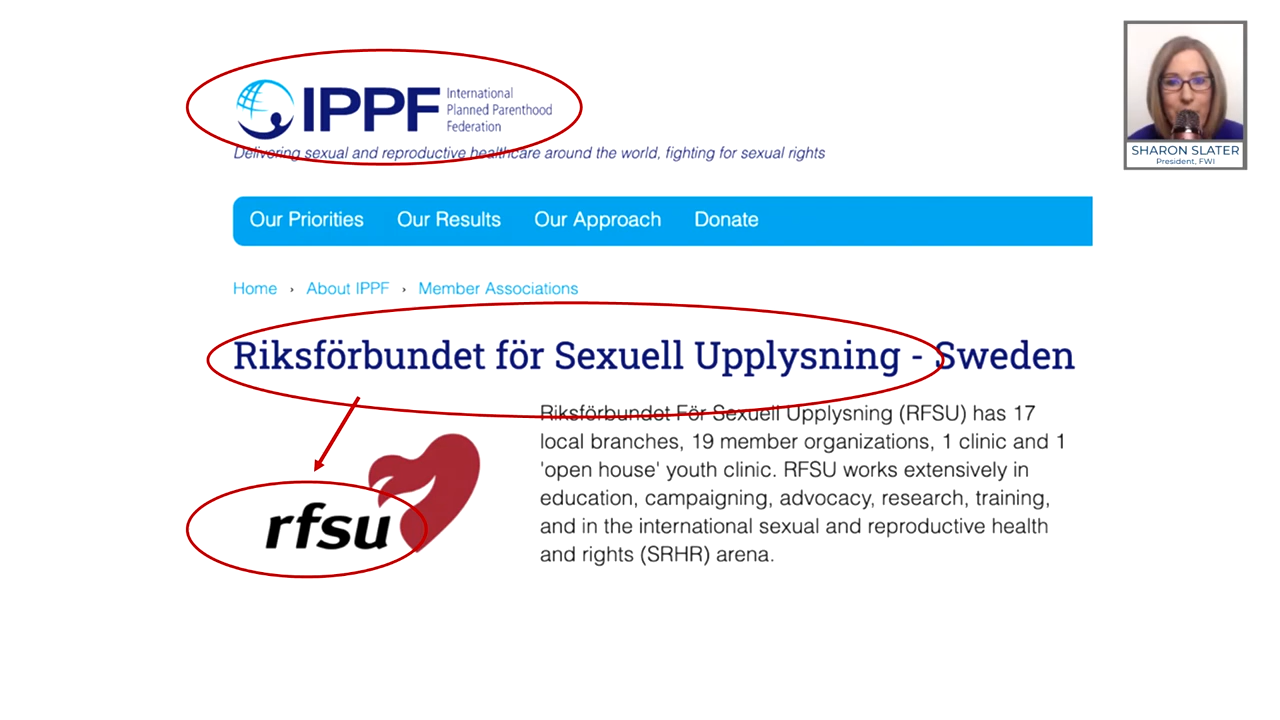 IPPF
International
Planned Parenthood
Federation
Delivering sexual and reproductive healthcare around the world, fighting for sexual rights
SHARON SLATER
President, FWI
Our Priorities Our Results Our Approach Donate
Home › About IPPF › Member Associations
Riksförbundet för Sexuell Upplysning - Sweden
Riksförbundet För Sexuell Upplysning (RFSU) has 17
local branches, 19 member organizations, 1 clinic and 1
'open house' youth clinic. RFSU works extensively in
education, campaigning, advocacy, research, training,
and in the international sexual and reproductive health
and rights (SRHR) arena.
rfsu